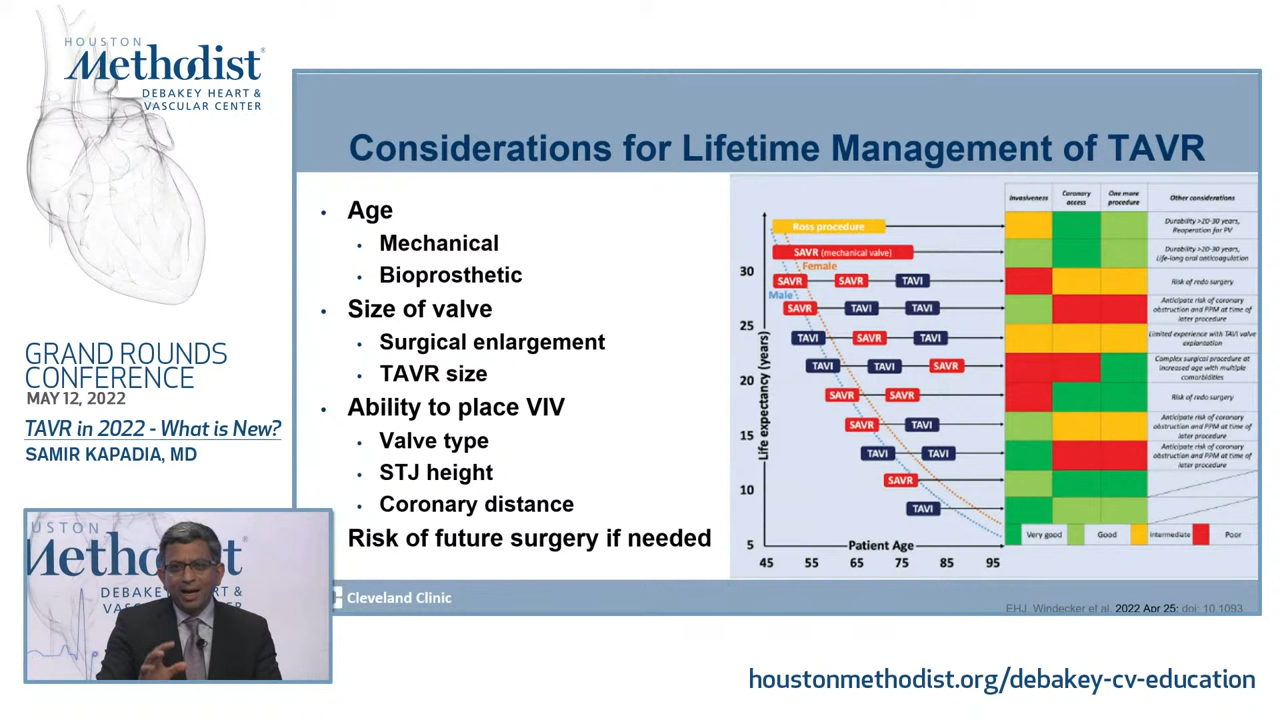 HOUSTON
Methodist
DEBAKEY HEART &
VASCULAR CENTER
GRAND ROUNDS
CONFERENCE
MAY 12, 2022
TAVR in 2022 - What is New?
SAMIR KAPADIA, MD
USTON
Methodist
DEBAKEY HEART &
VASCULAR
Considerations for Lifetime Management of TAVR
• Age
• Mechanical
• Bioprosthetic
• Size of valve
• Surgical enlargement
• TAVR size
• Ability to place VIV
• Valve type
• STJ height
• Coronary distance
Risk of future surgery if needed
Life expectancy (years)
30
25
20
15
10
5
Ross procedure
SAVR (mechanical valve)
Female
SAVR SAVR TAVI
Male
SAVR TAVI TAVI
TAVI SAVR TAVI
TAVI TAVI SAVR
SAVR SAVR
SAVR TAVI
TAVI TAVI
SAVR
TAVI
Patient Age
45 55 65 75 85 95
Invasiveness
Coronary
access
One more
procedure
Other considerations
Durability >20-30 years,
Reoperation for PV
Durability >20-30 years,
Life-long oral anticoagulation
Risk of redo surgery
Anticipate risk of coronary
obstruction and PPM at time of
later procedure
Limited experience with TAVI valve
explantation
Complex surgical procedure at
increased age with multiple
comorbidities
Risk of redo surgery
Anticipate risk of coronary
obstruction and PPM at time of
later procedure
Anticipate risk of coronary
obstruction and PPM at time of
later procedure
Very good Good Intermediate Poor
Cleveland Clinic
EHJ. Windecker et al. 2022 Apr 25; doi: 10.1093
houstonmethodist.org/debakey-cv-education